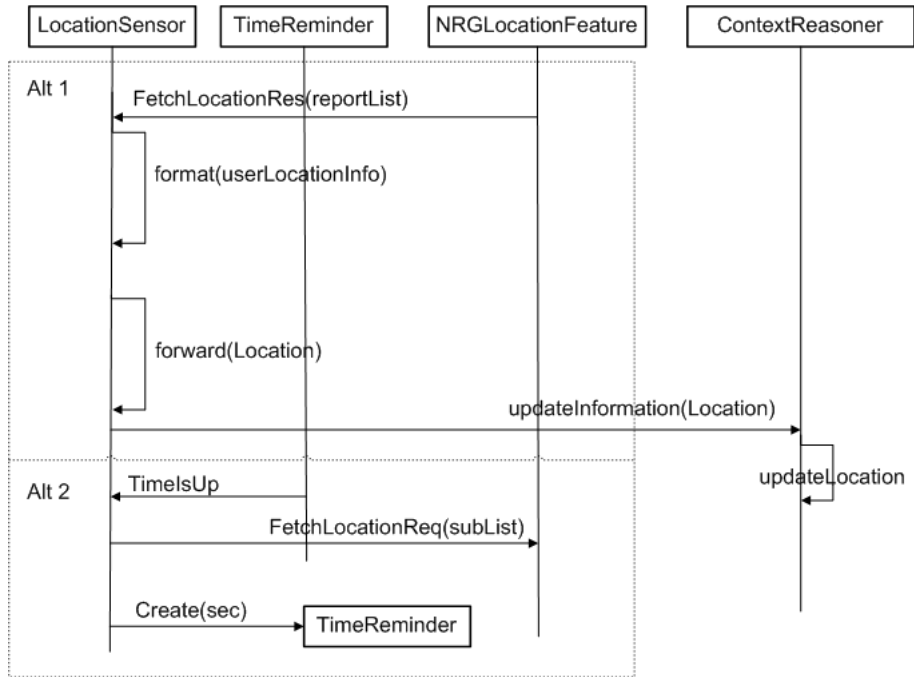 LocationSensor
TimeReminder
NRGLocationFeature
ContextReasoner
Alt 1
FetchLocationRes(reportList)
format(userLocationInfo)
forward(Location)
updateInformation(Location)
updateLocation
Alt 2
TimeIsUp
FetchLocationReq(subList)
Create(sec)
TimeReminder